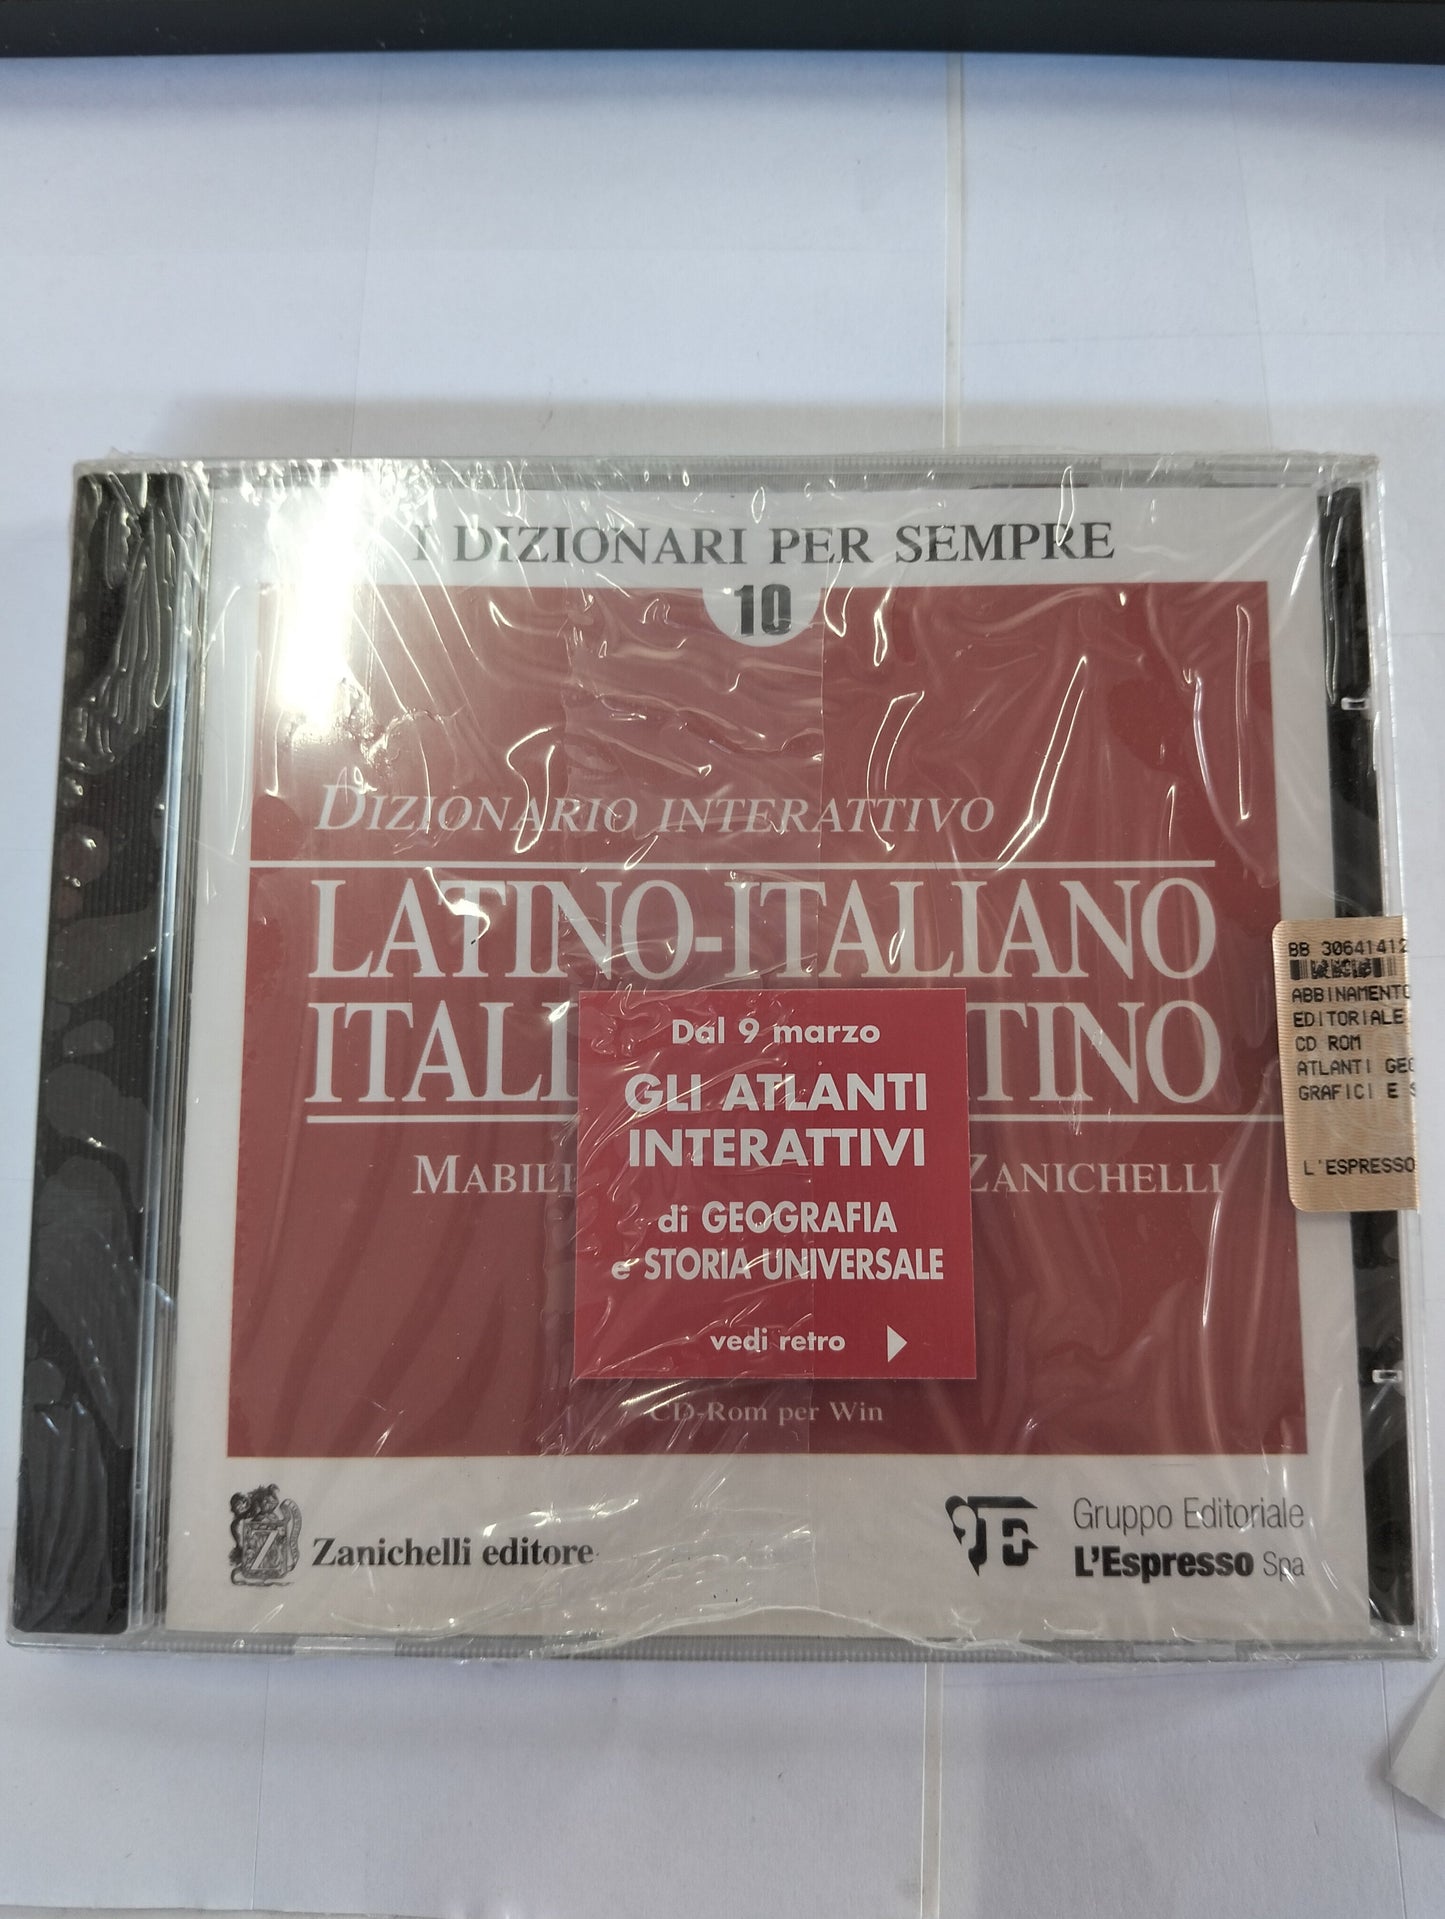 I DIZIONARI PER SEMPRE
10
DIZIONARIO INTERATTIVO
LATINO-ITALIANO
ITALI TINO
MABILI ZANICHELLI
Dal 9 marzo
GLI ATLANTI
INTERATTIVI
di GEOGRAFIA
e STORIA UNIVERSALE
vedi retro
CD-Rom per Win
Z
Zanichelli editore
Gruppo Editoriale
L'Espresso Spa
BB 30641412
ABBINAMENTO
EDITORIALE
CD ROM
ATLANTI GEO
GRAFICI E S
L'ESPRESSO